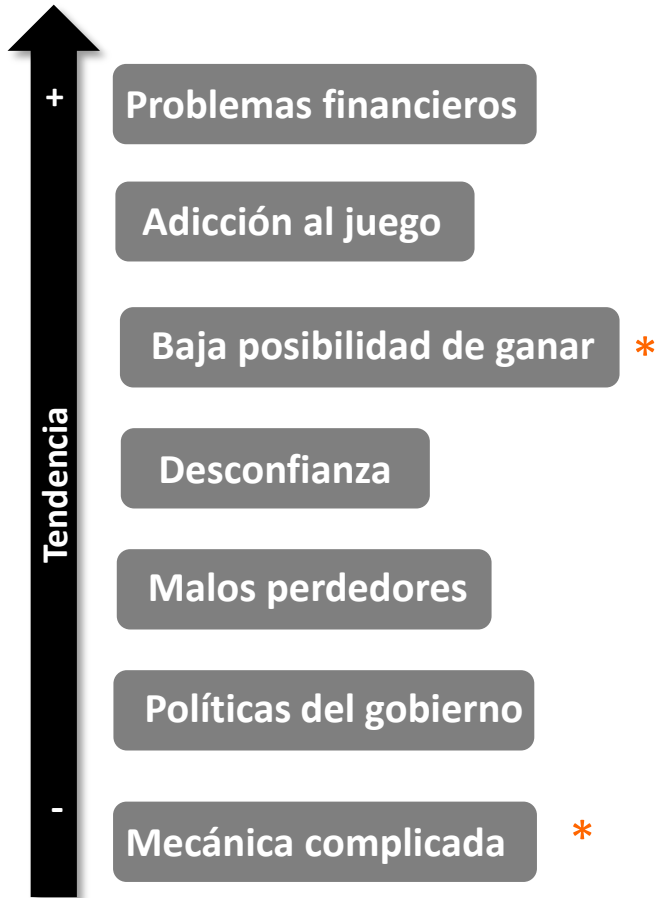 +
Problemas financieros
Adicción al juego
Baja posibilidad de ganar *
Desconfianza
Tendencia
Malos perdedores
Políticas del gobierno
-
Mecánica complicada *